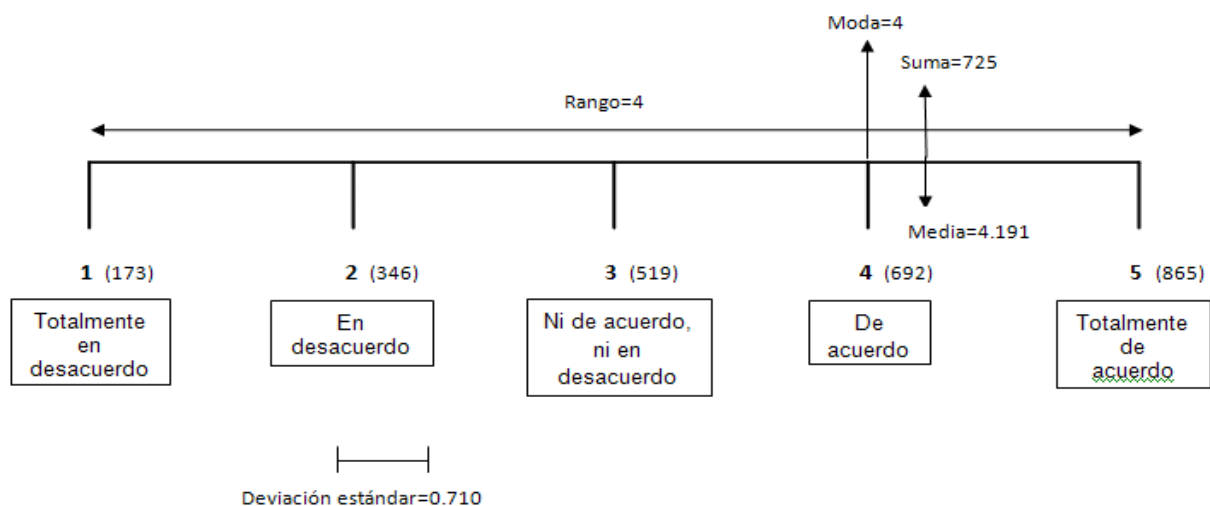 Moda=4
Suma=725
Rango=4
Media=4.191
1 (173)
2 (346)
3 (519)
4 (692)
5 (865)
Totalmente
en
desacuerdo
En
desacuerdo
Ni de acuerdo,
ni en
desacuerdo
De
acuerdo
Totalmente
de
acuerdo
Deviación estándar=0.710